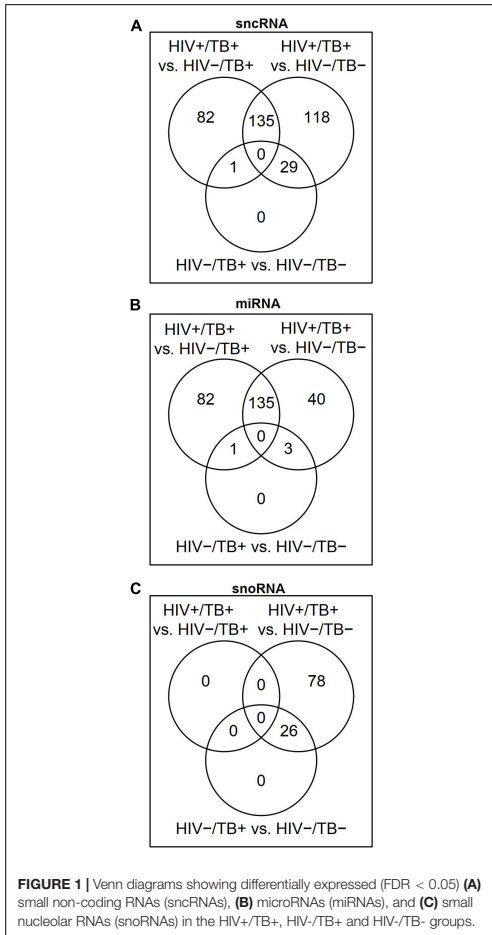 A
sncRNA
HIV+/TB+ HIV+/TB+
vs. HIV−/TB+ vs. HIV−/TB−
82 135 118
0
1 29
0
HIV−/TB+ vs. HIV−/TB−
B
miRNA
HIV+/TB+ HIV+/TB+
vs. HIV−/TB+ vs. HIV−/TB−
82 135 40
0
1 3
0
HIV−/TB+ vs. HIV−/TB−
C
snoRNA
HIV+/TB+ HIV+/TB+
vs. HIV−/TB+ vs. HIV−/TB−
0 0 78
0
0 26
0
HIV−/TB+ vs. HIV−/TB−
FIGURE 1 | Venn diagrams showing differentially expressed (FDR < 0.05) (A)
small non-coding RNAs (sncRNAs), (B) microRNAs (miRNAs), and (C) small
nucleolar RNAs (snoRNAs) in the HIV+/TB+, HIV-/TB+ and HIV-/TB- groups.